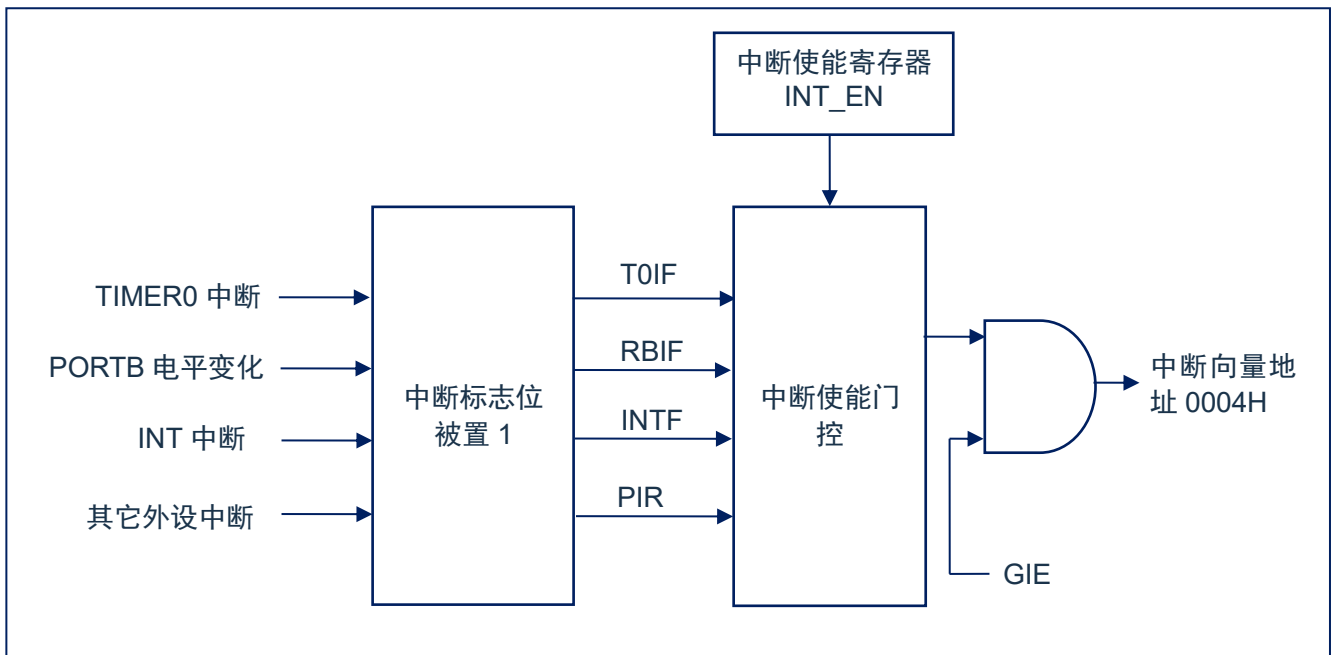 中断使能寄存器
INT_EN
TIMER0 中断
PORTB 电平变化
INT 中断
其它外设中断
中断标志位
被置 1
T0IF
RBIF
INTF
PIR
中断使能门
控
GIE
中断向量地
址 0004H